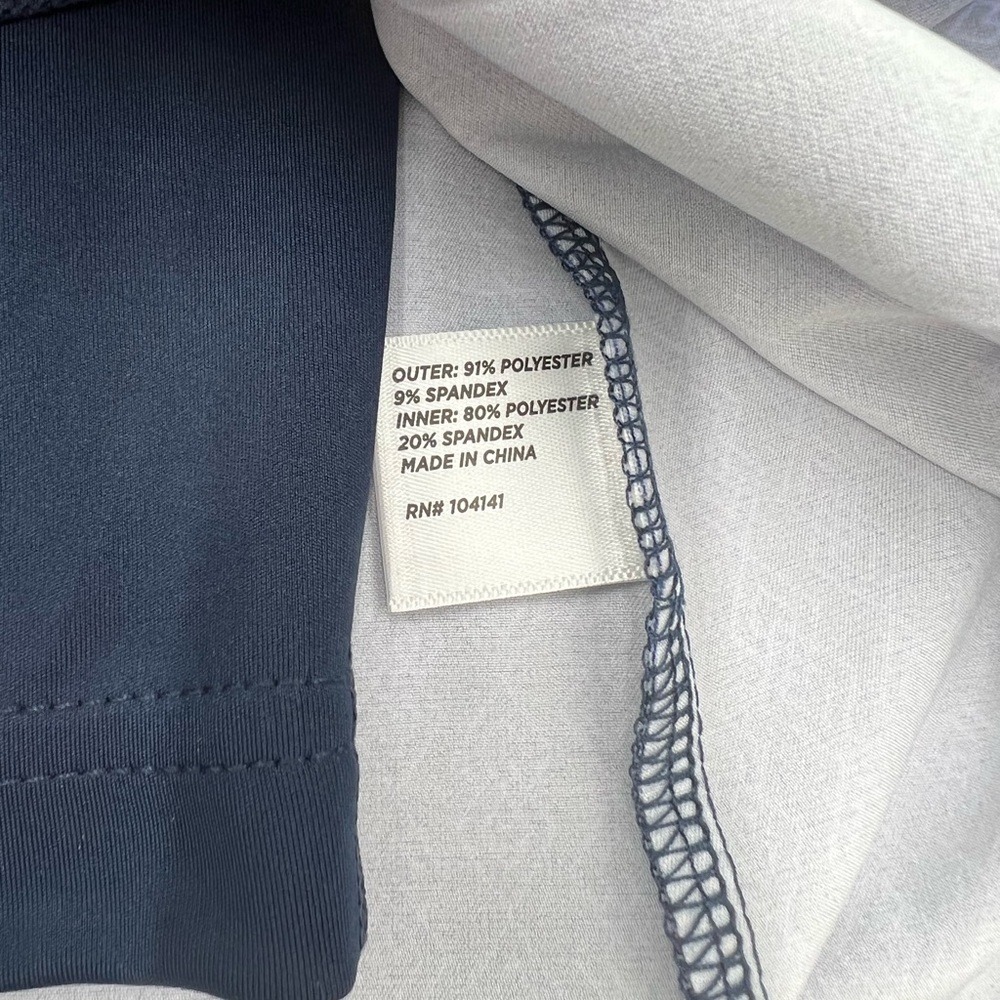 OUTER: 91% POLYESTER
9% SPANDEX
INNER: 80% POLYESTER
20% SPANDEX
MADE IN CHINA
RN# 104141